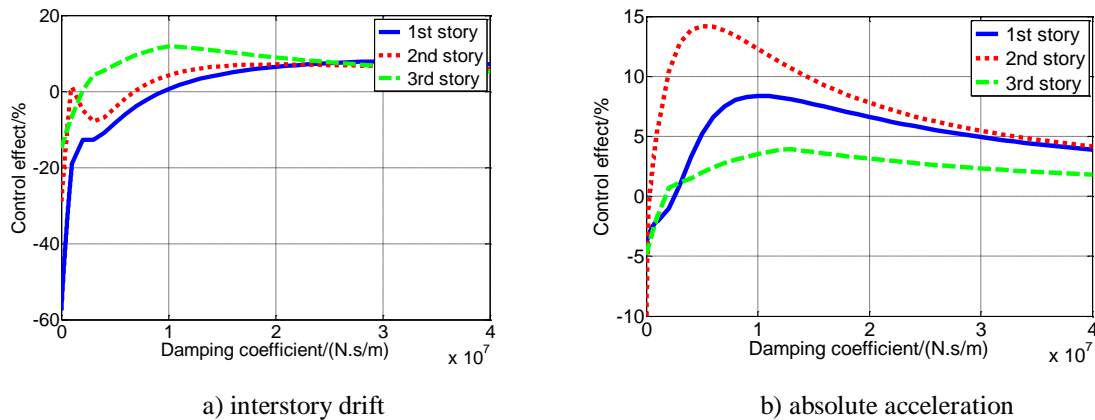 20
0
-20
-40
-60
0
1
2
3
4
Control effect/%
Damping coefficient/(N.s/m)
x 10^7
1st story
2nd story
3rd story
a) interstory drift
15
10
5
0
-5
-10
0
1
2
3
4
Control effect/%
Damping coefficient/(N.s/m)
x 10^7
1st story
2nd story
3rd story
b) absolute acceleration